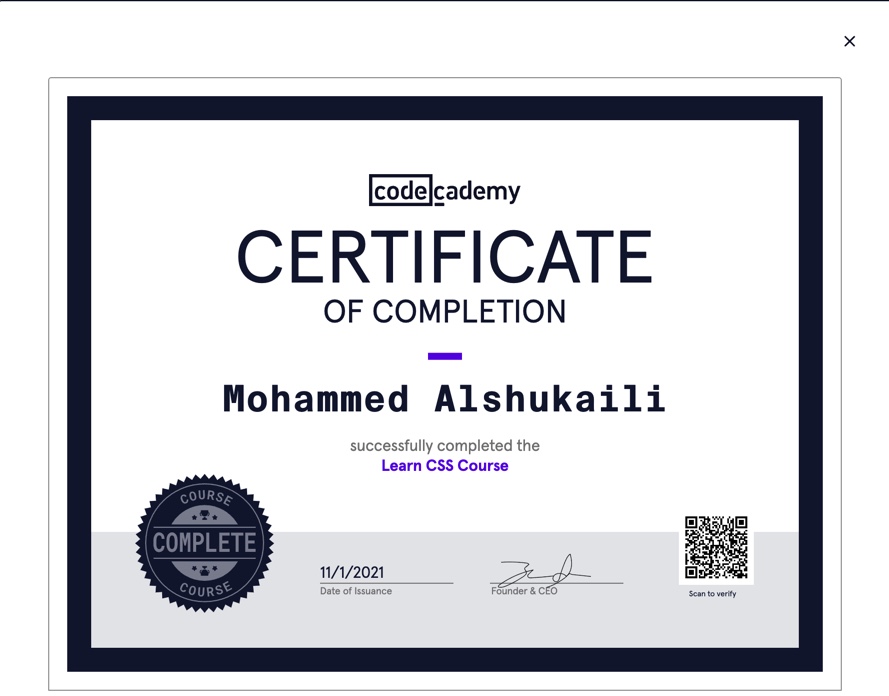 codecademy
CERTIFICATE
OF COMPLETION
Mohammed Alshukaili
successfully completed the
Learn CSS Course
COURSE
COMPLETE
COURSE
11/1/2021
Date of Issuance
Founder & CEO
Scan to verify